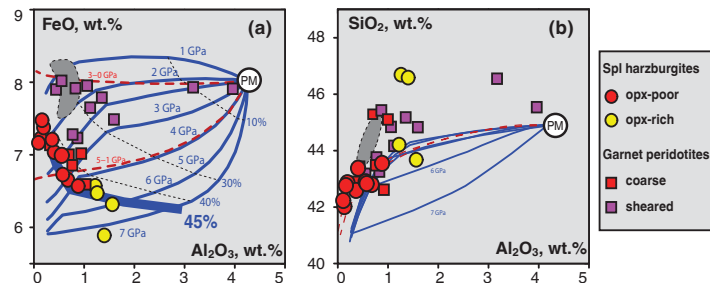 FeO, wt.%
(a)
9
8
7
6
5
1 GPa
2 GPa
3–0 GPa
3 GPa
4 GPa
5–1 GPa
5 GPa
6 GPa
7 GPa
PM
10%
30%
40%
45%
Al₂O₃, wt.%
0 1 2 3 4 5
SiO₂, wt.%
(b)
48
46
44
42
40
PM
6 GPa
7 GPa
Al₂O₃, wt.%
0 1 2 3 4 5
Spl harzburgites
opx-poor
opx-rich
Garnet peridotites
coarse
sheared